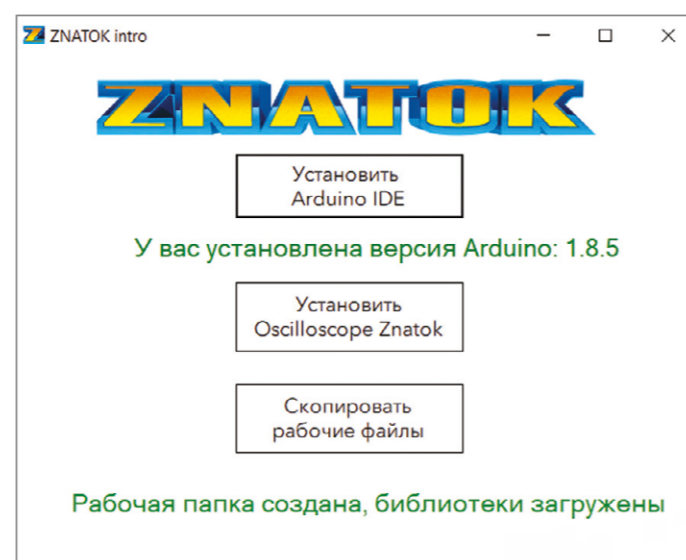 ZNATOK intro
ZNATOK
Установить
Arduino IDE
У вас установлена версия Arduino: 1.8.5
Установить
Oscilloscope Znatok
Скопировать
рабочие файлы
Рабочая папка создана, библиотеки загружены